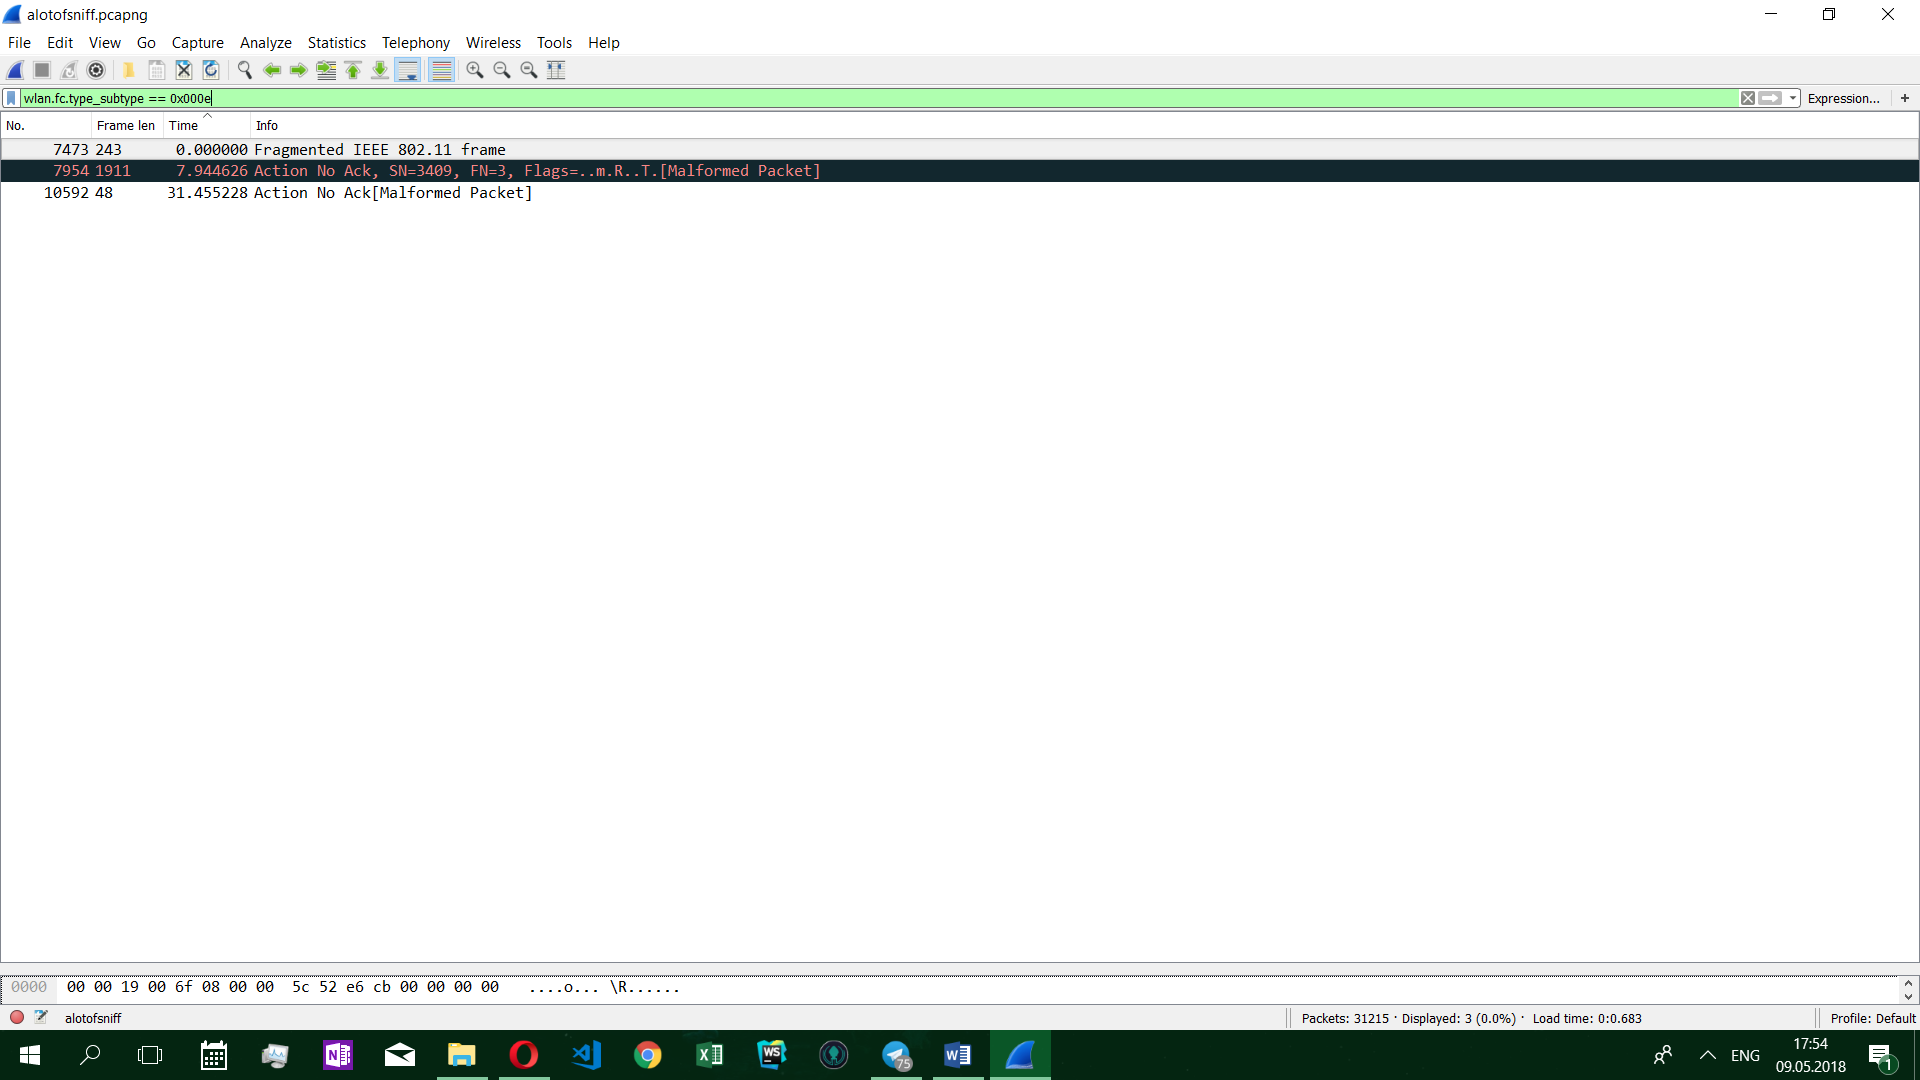 alotofsniff.pcapng
File Edit View Go Capture Analyze Statistics Telephony Wireless Tools Help
wlan.fc.type_subtype == 0x000e Expression... +
No. Frame len Time Info
7473 243 0.000000 Fragmented IEEE 802.11 frame
7954 1911 7.944626 Action No Ack, SN=3409, FN=3, Flags=..m.R..T.[Malformed Packet]
10592 48 31.455228 Action No Ack[Malformed Packet]
0000 00 00 19 00 6f 08 00 00 5c 52 e6 cb 00 00 00 00 ....o... \R......
alotofsniff Packets: 31215 · Displayed: 3 (0.0%) · Load time: 0:0.683 Profile: Default
N WS 75 ENG 17:54
09.05.2018 1